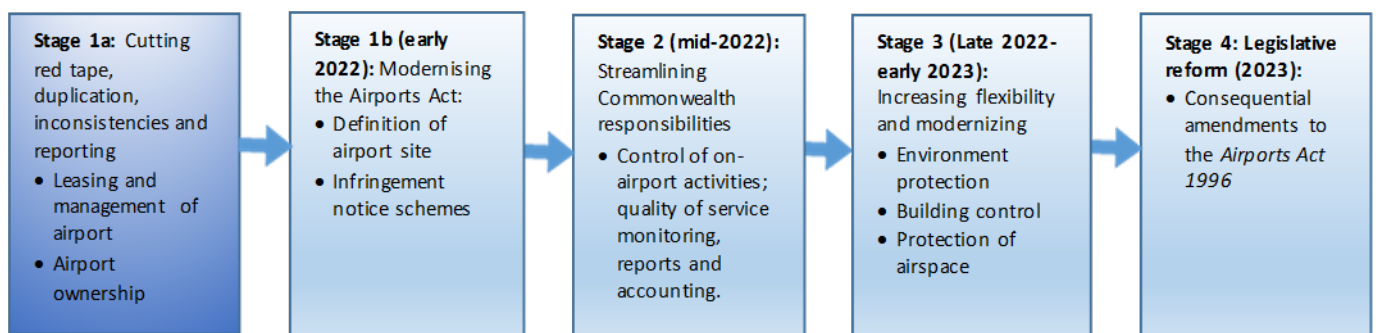 Stage 1a: Cutting
red tape,
duplication,
inconsistencies and
reporting
• Leasing and
management of
airport
• Airport
ownership
Stage 1b (early
2022): Modernising
the Airports Act:
• Definition of
airport site
• Infringement
notice schemes
Stage 2 (mid-2022):
Streamlining
Commonwealth
responsibilities
• Control of on-
airport activities;
quality of service
monitoring,
reports and
accounting.
Stage 3 (Late 2022-
early 2023):
Increasing flexibility
and modernizing
• Environment
protection
• Building control
• Protection of
airspace
Stage 4: Legislative
reform (2023):
• Consequential
amendments to
the Airports Act
1996